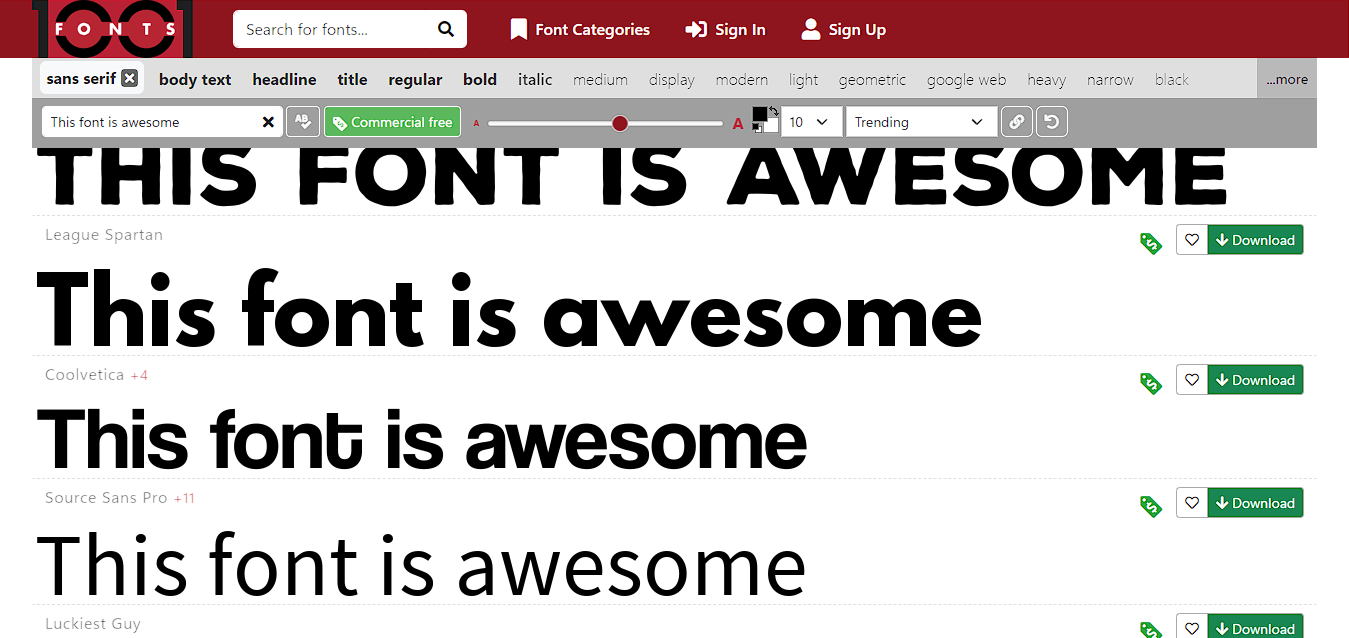 1001 FONTS
Search for fonts... Font Categories Sign In Sign Up
sans serif body text headline title regular bold italic medium display modern light geometric google web heavy narrow black ...more
This font is awesome Commercial free A A 10 Trending
THIS FONT IS AWESOME
League Spartan Download
This font is awesome
Coolvetica +4 Download
This font is awesome
Source Sans Pro +11 Download
This font is awesome
Luckiest Guy Download